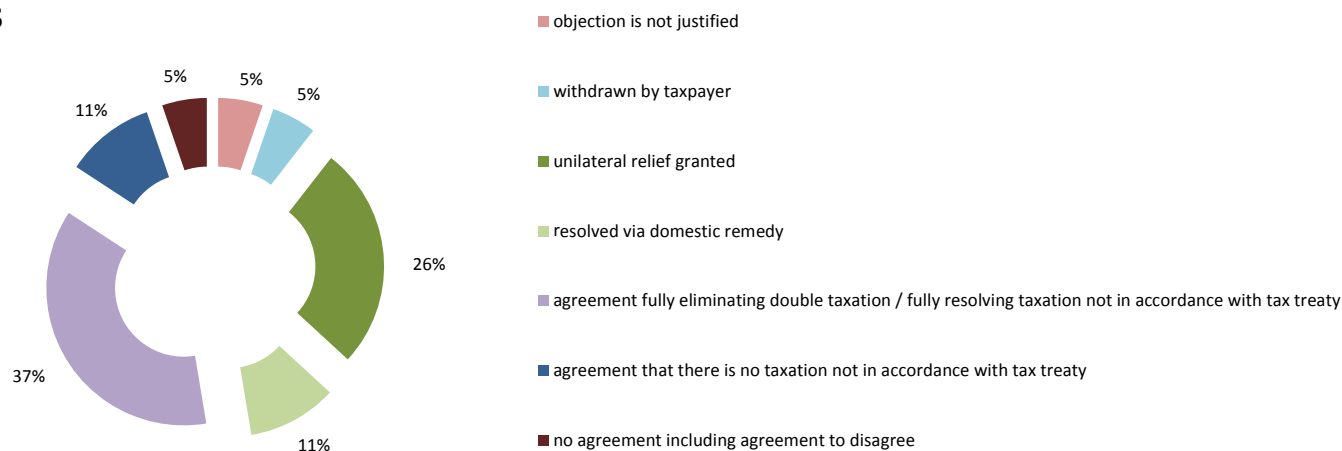 objection is not justified
5%
5%
5%
withdrawn by taxpayer
11%
unilateral relief granted
resolved via domestic remedy
26%
agreement fully eliminating double taxation / fully resolving taxation not in accordance with tax treaty
37%
agreement that there is no taxation not in accordance with tax treaty
11%
no agreement including agreement to disagree